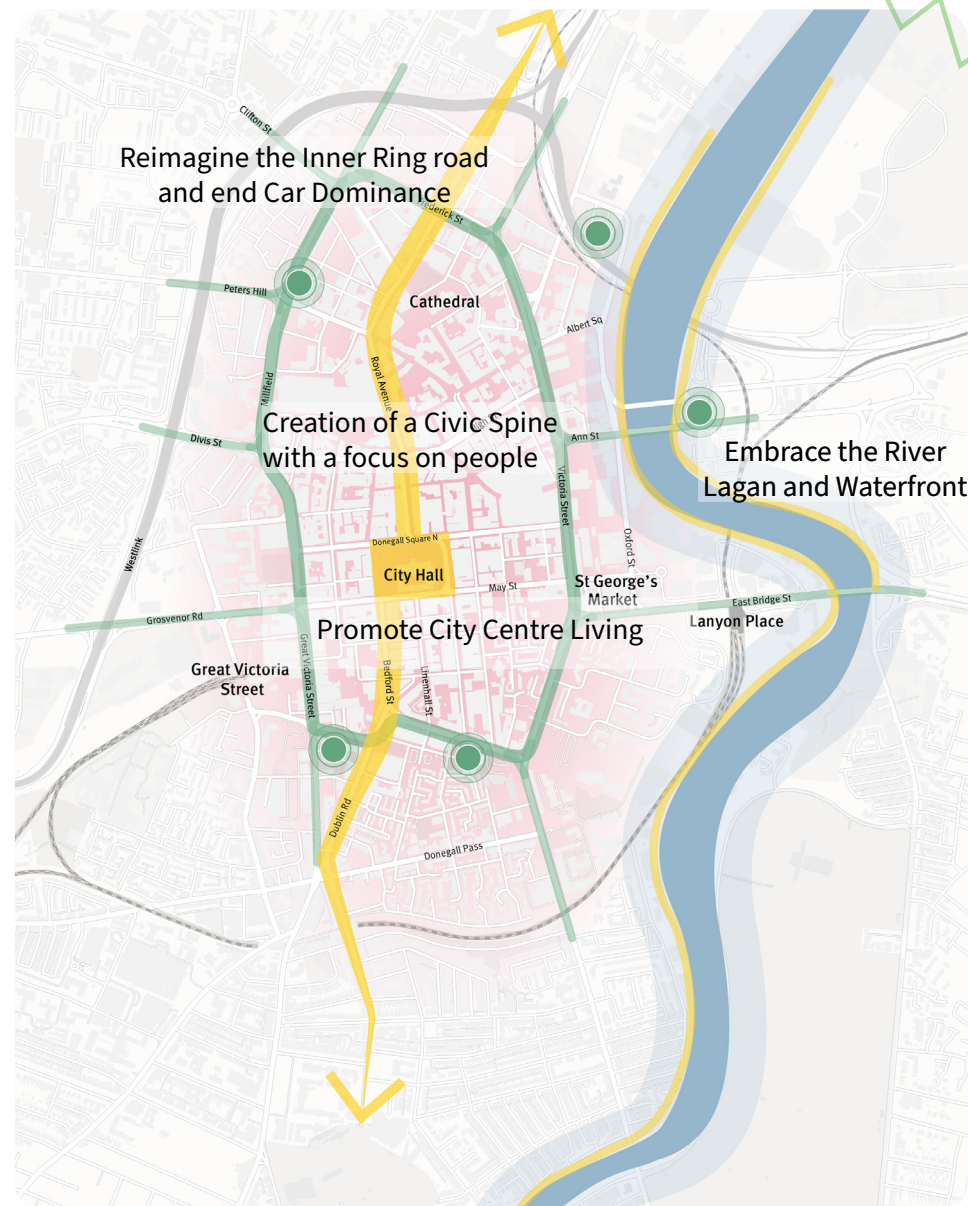 Clifton St
Reimagine the Inner Ring road
and end Car Dominance
Frederick St
Peters Hill
Cathedral
Albert Sq
Royal Avenue
Millfield
Creation of a Civic Spine
with a focus on people
Divis St
Ann St
Embrace the River
Lagan and Waterfront
Victoria Street
Westlink
Donegall Square N
Oxford St
City Hall
May St
St George's
Market
East Bridge St
Grosvenor Rd
Lanyon Place
Promote City Centre Living
Great Victoria Street
Great Victoria
Street
Bedford St
Linenhall St
Dublin Rd
Donegall Pass